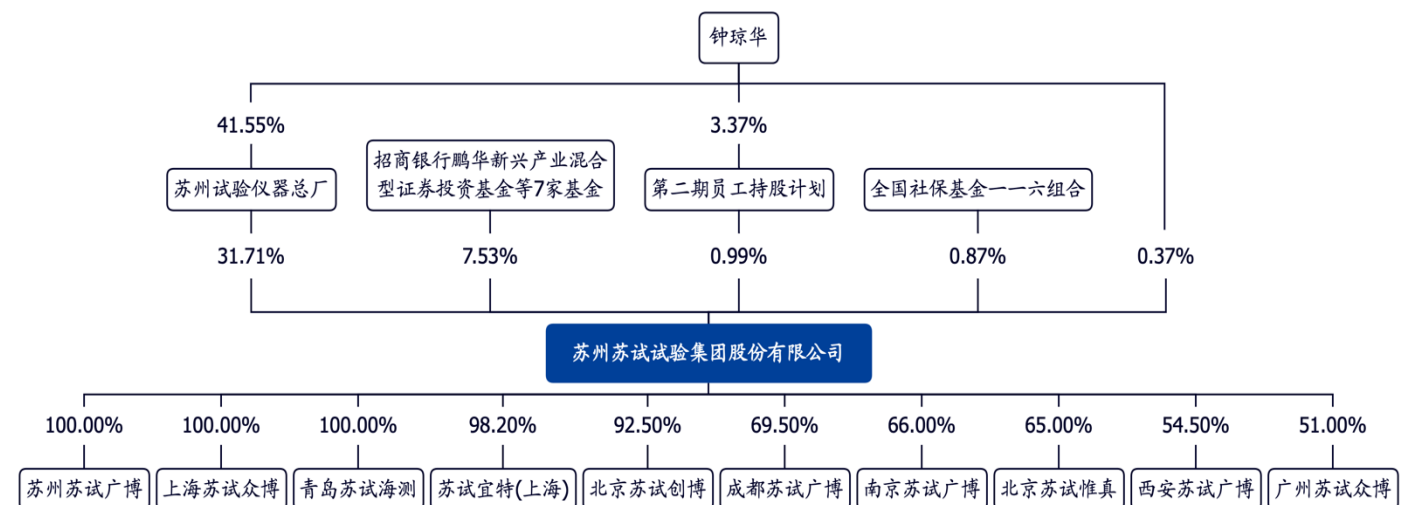 钟琼华
41.55%
3.37%
苏州试验仪器总厂
招商银行鹏华新兴产业混合
型证券投资基金等7家基金
第二期员工持股计划
全国社保基金一一六组合
31.71%
7.53%
0.99%
0.87%
0.37%
苏州苏试试验集团股份有限公司
100.00%
100.00%
100.00%
98.20%
92.50%
69.50%
66.00%
65.00%
54.50%
51.00%
苏州苏试广博
上海苏试众博
青岛苏试海测
苏试宜特(上海)
北京苏试创博
成都苏试广博
南京苏试广博
北京苏试惟真
西安苏试广博
广州苏试众博